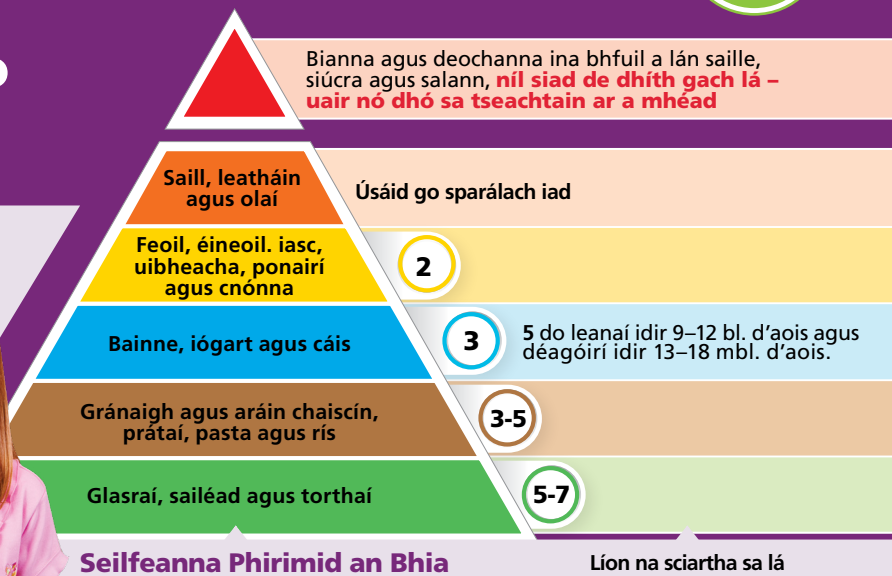 Bianna agus deochanna ina bhfuil a lán saille,
siúcra agus salann, níl siad de dhíth gach lá –
uair nó dhó sa tseachtain ar a mhéad
Saill, leatháin
agus olaí
Úsáid go sparálach iad
Feoil, éineoil. iasc,
uibheacha, ponairí
agus cnónna
2
Bainne, iógart agus cáis
3
5 do leanaí idir 9–12 bl. d'aois agus
déagóirí idir 13–18 mbl. d'aois.
Gránaigh agus aráin chaiscín,
prátaí, pasta agus rís
3-5
Glasraí, sailéad agus torthaí
5-7
Seilfeanna Phirimid an Bhia
Líon na sciartha sa lá